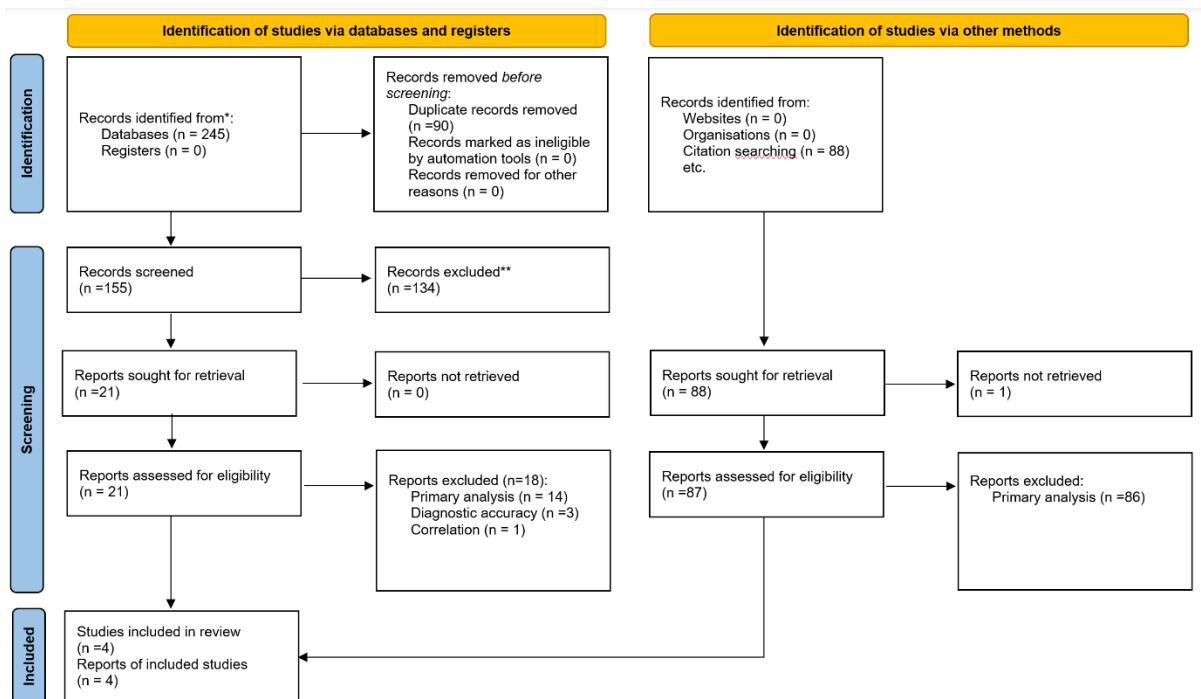 Identification of studies via databases and registers
Identification of studies via other methods
Identification
Records identified from*:
Databases (n = 245)
Registers (n = 0)
Records removed before
screening:
Duplicate records removed
(n =90)
Records marked as ineligible
by automation tools (n = 0)
Records removed for other
reasons (n = 0)
Records identified from:
Websites (n = 0)
Organisations (n = 0)
Citation searching (n = 88)
etc.
Screening
Records screened
(n =155)
Records excluded**
(n =134)
Reports sought for retrieval
(n =21)
Reports not retrieved
(n = 0)
Reports sought for retrieval
(n = 88)
Reports not retrieved
(n = 1)
Reports assessed for eligibility
(n = 21)
Reports excluded (n=18):
Primary analysis (n = 14)
Diagnostic accuracy (n =3)
Correlation (n = 1)
Reports assessed for eligibility
(n =87)
Reports excluded:
Primary analysis (n =86)
Included
Studies included in review
(n =4)
Reports of included studies
(n = 4)